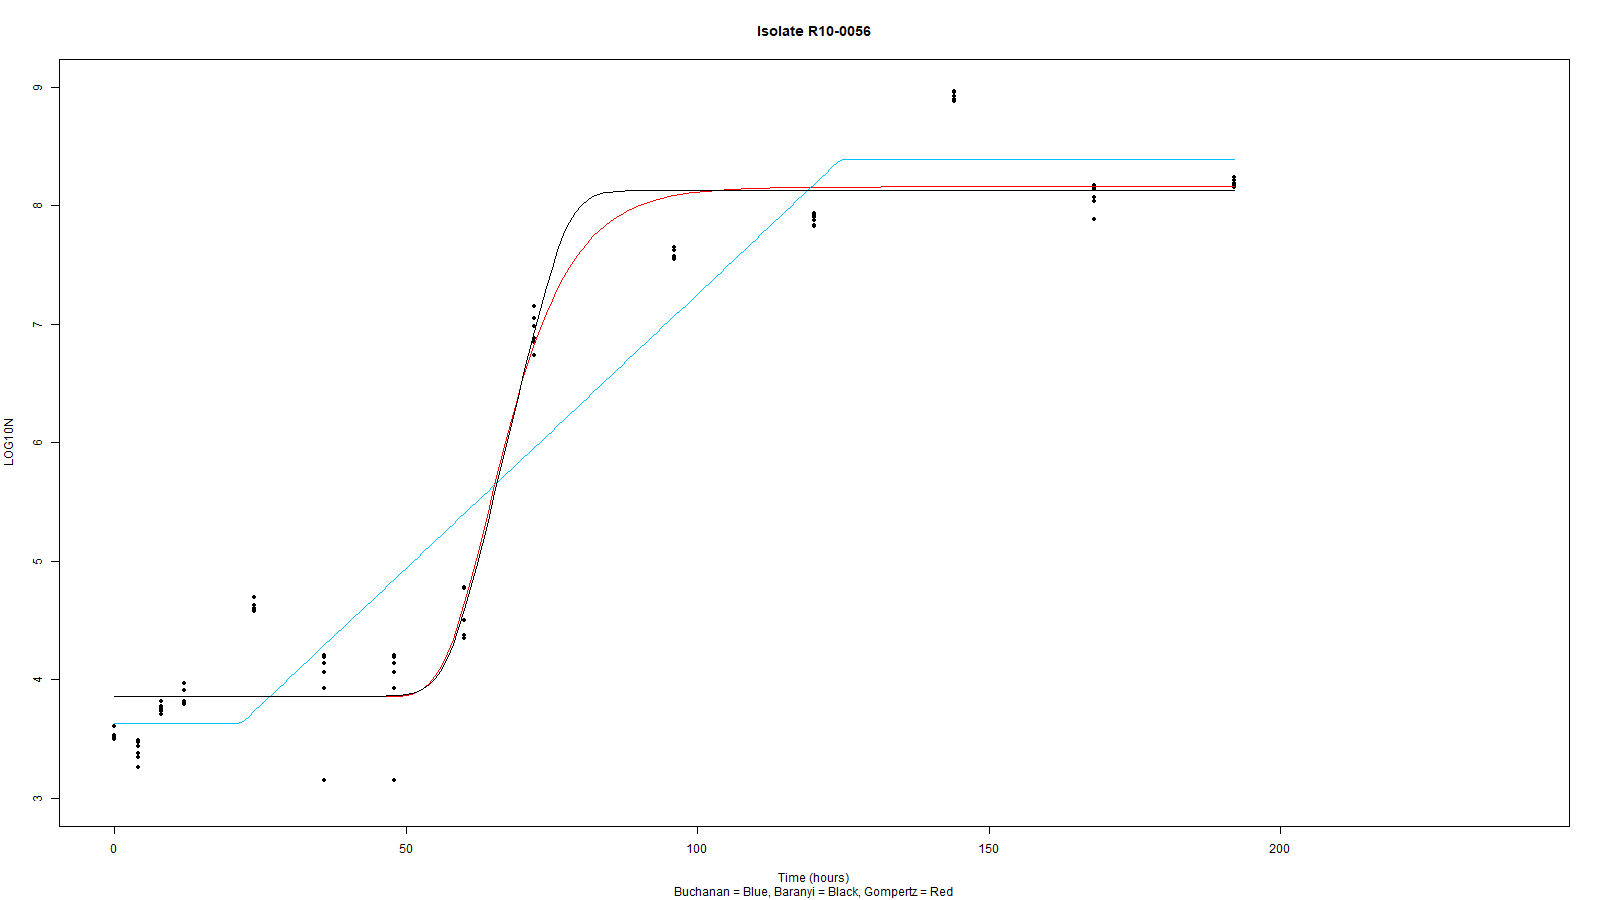 Isolate R10-0056
LOG10N
9
8
7
6
5
4
3
0 50 100 150 200
Time (hours)
Buchanan = Blue, Baranyi = Black, Gompertz = Red